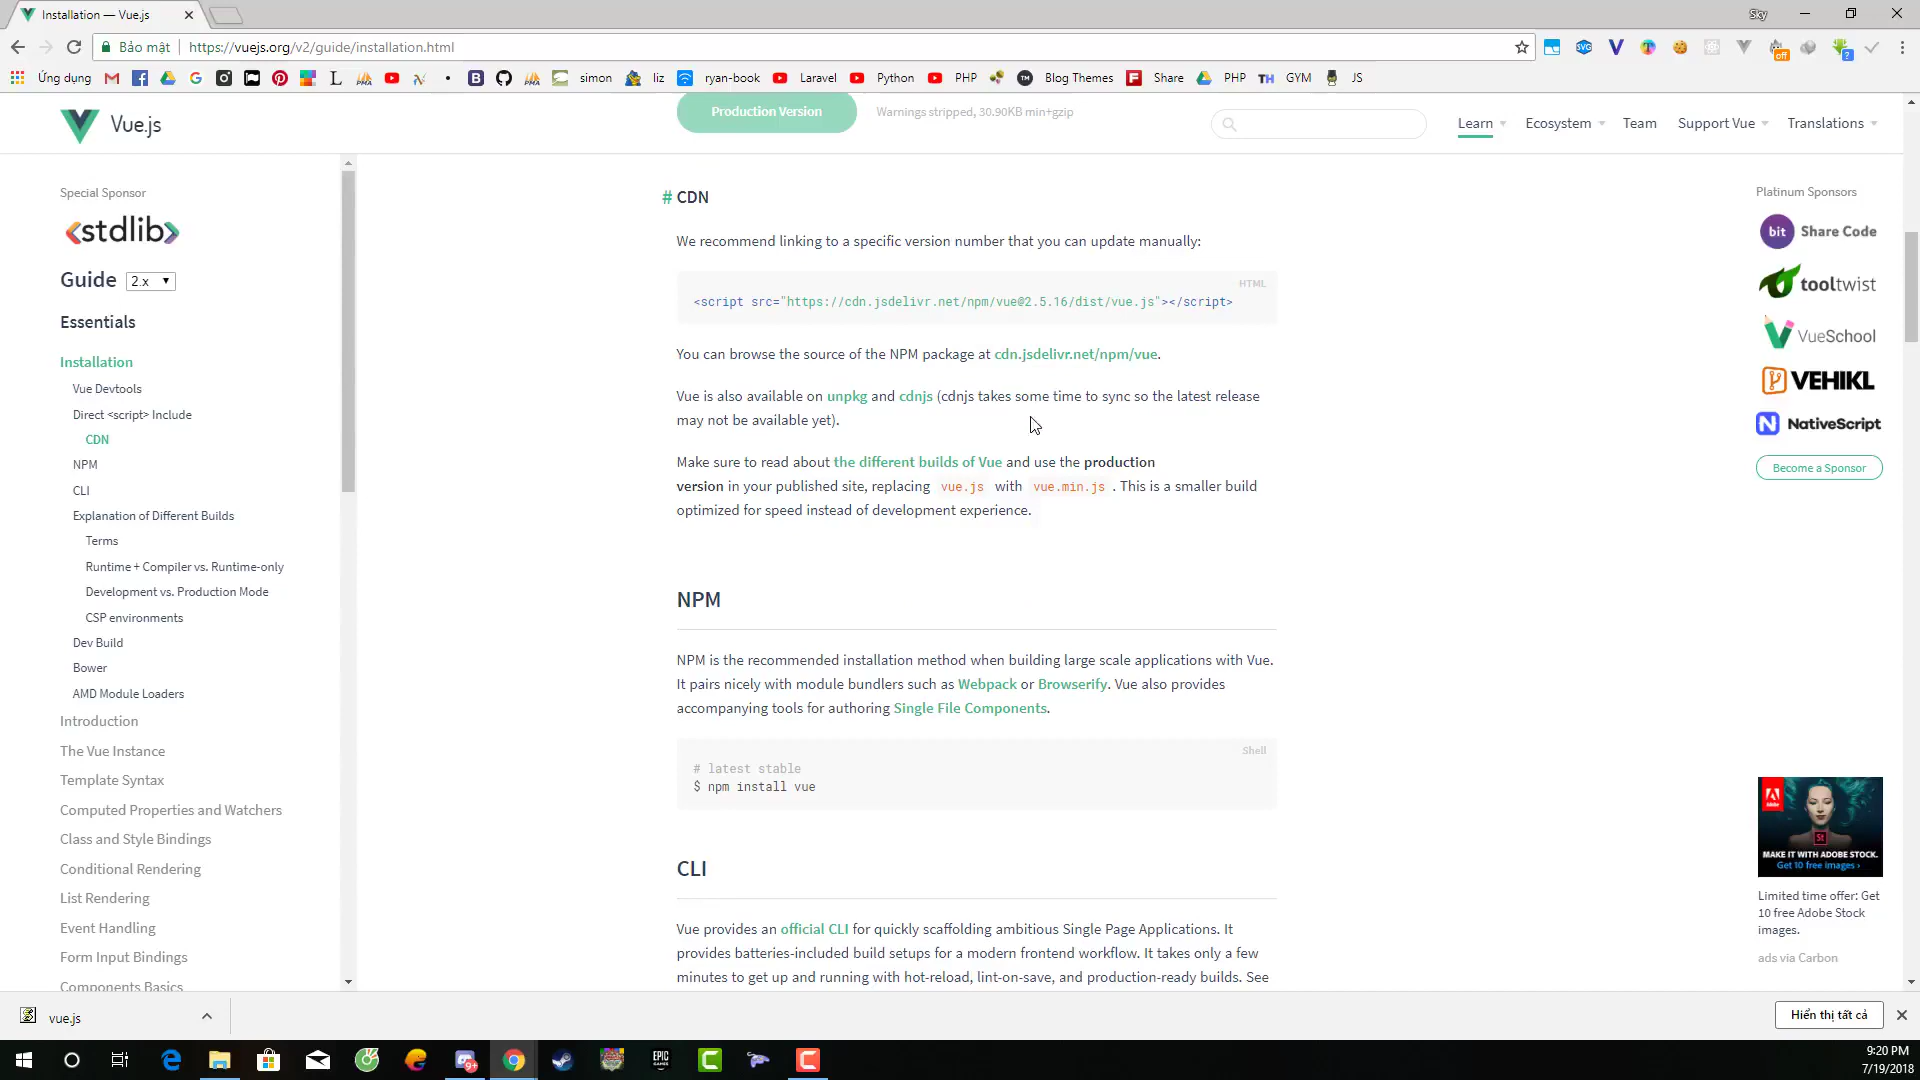 Installation — Vue.js
Sky
Bảo mật
https://vuejs.org/v2/guide/installation.html
Ứng dụng
L
simon
liz
ryan-book
Laravel
Python
PHP
Blog Themes
Share
PHP
GYM
JS
Vue.js
Production Version
Warnings stripped, 30.90KB min+gzip
Learn
Ecosystem
Team
Support Vue
Translations
Special Sponsor
<stdlib>
Guide 2.x
Essentials
Installation
Vue Devtools
Direct <script> Include
CDN
NPM
CLI
Explanation of Different Builds
Terms
Runtime + Compiler vs. Runtime-only
Development vs. Production Mode
CSP environments
Dev Build
Bower
AMD Module Loaders
Introduction
The Vue Instance
Template Syntax
Computed Properties and Watchers
Class and Style Bindings
Conditional Rendering
List Rendering
Event Handling
Form Input Bindings
Components Basics
# CDN
We recommend linking to a specific version number that you can update manually:
HTML
<script src="https://cdn.jsdelivr.net/npm/vue@2.5.16/dist/vue.js"></script>
You can browse the source of the NPM package at cdn.jsdelivr.net/npm/vue.
Vue is also available on unpkg and cdnjs (cdnjs takes some time to sync so the latest release
may not be available yet).
Make sure to read about the different builds of Vue and use the production
version in your published site, replacing vue.js with vue.min.js . This is a smaller build
optimized for speed instead of development experience.
NPM
NPM is the recommended installation method when building large scale applications with Vue.
It pairs nicely with module bundlers such as Webpack or Browserify. Vue also provides
accompanying tools for authoring Single File Components.
Shell
# latest stable
$ npm install vue
CLI
Vue provides an official CLI for quickly scaffolding ambitious Single Page Applications. It
provides batteries-included build setups for a modern frontend workflow. It takes only a few
minutes to get up and running with hot-reload, lint-on-save, and production-ready builds. See
Platinum Sponsors
bit Share Code
tooltwist
VueSchool
VEHIKL
N NativeScript
Become a Sponsor
St
MAKE IT WITH ADOBE STOCK.
Get 10 free images ›
Limited time offer: Get
10 free Adobe Stock
images.
ads via Carbon
vue.js
Hiển thị tất cả
9:20 PM
7/19/2018